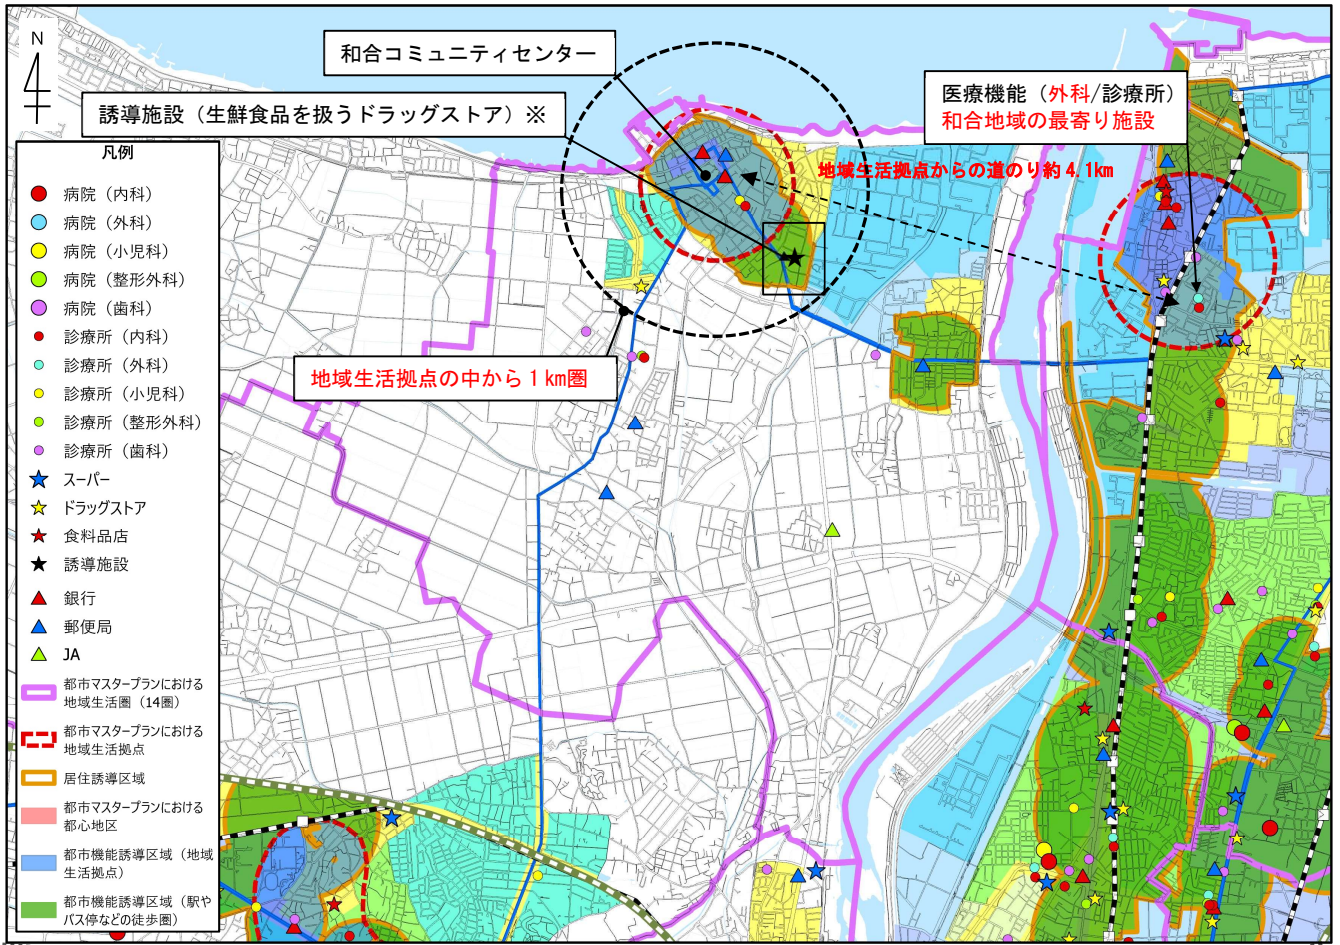 N
和合コミュニティセンター
誘導施設（生鮮食品を扱うドラッグストア）※
医療機能（外科/診療所）
和合地域の最寄り施設
地域生活拠点からの道のり約4.1km
地域生活拠点の中から１km圏
凡例
病院（内科）
病院（外科）
病院（小児科）
病院（整形外科）
病院（歯科）
診療所（内科）
診療所（外科）
診療所（小児科）
診療所（整形外科）
診療所（歯科）
スーパー
ドラッグストア
食料品店
誘導施設
銀行
郵便局
JA
都市マスタープランにおける
地域生活圏（14圏）
都市マスタープランにおける
地域生活拠点
居住誘導区域
都市マスタープランにおける
都心地区
都市機能誘導区域（地域
生活拠点）
都市機能誘導区域（駅や
バス停などの徒歩圏）